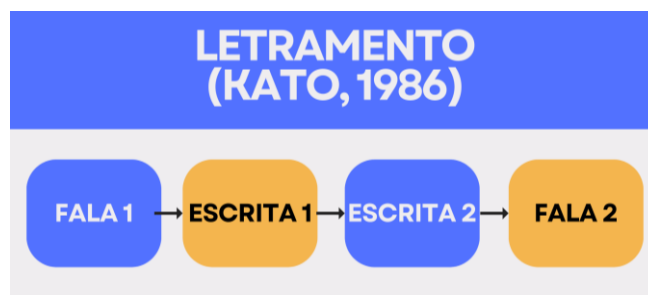 LETRAMENTO
(KATO, 1986)
FALA 1
ESCRITA 1
ESCRITA 2
FALA 2